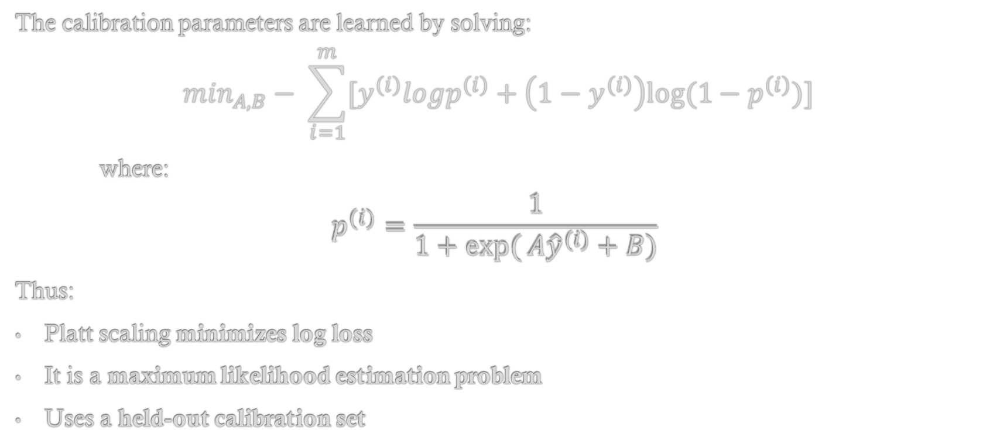 The calibration parameters are learned by solving:
min_{A,B} − \sum_{i=1}^{m} [y^{(i)} logp^{(i)} + (1 − y^{(i)})log(1 − p^{(i)})]
where:
p^{(i)} = \frac{1}{1 + exp( Aŷ^{(i)} + B)}
Thus:
• Platt scaling minimizes log loss
• It is a maximum likelihood estimation problem
• Uses a held-out calibration set